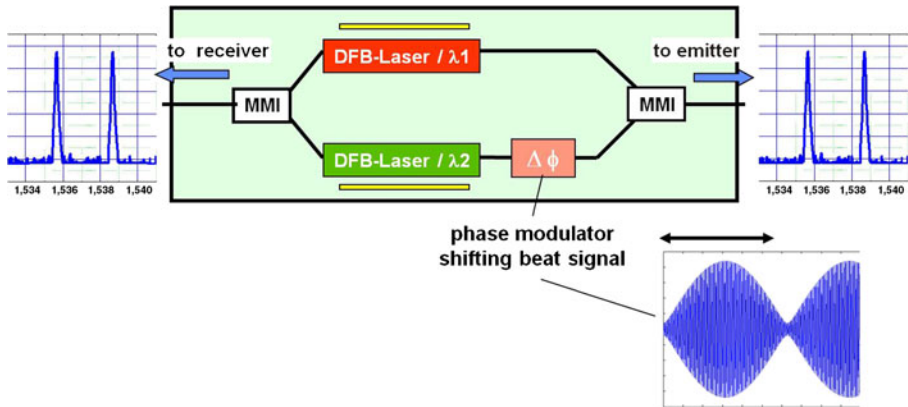 to receiver
DFB-Laser / λ1
to emitter
MMI
MMI
DFB-Laser / λ2
Δ ϕ
1,534 1,536 1,538 1,540
1,534 1,536 1,538 1,540
phase modulator
shifting beat signal